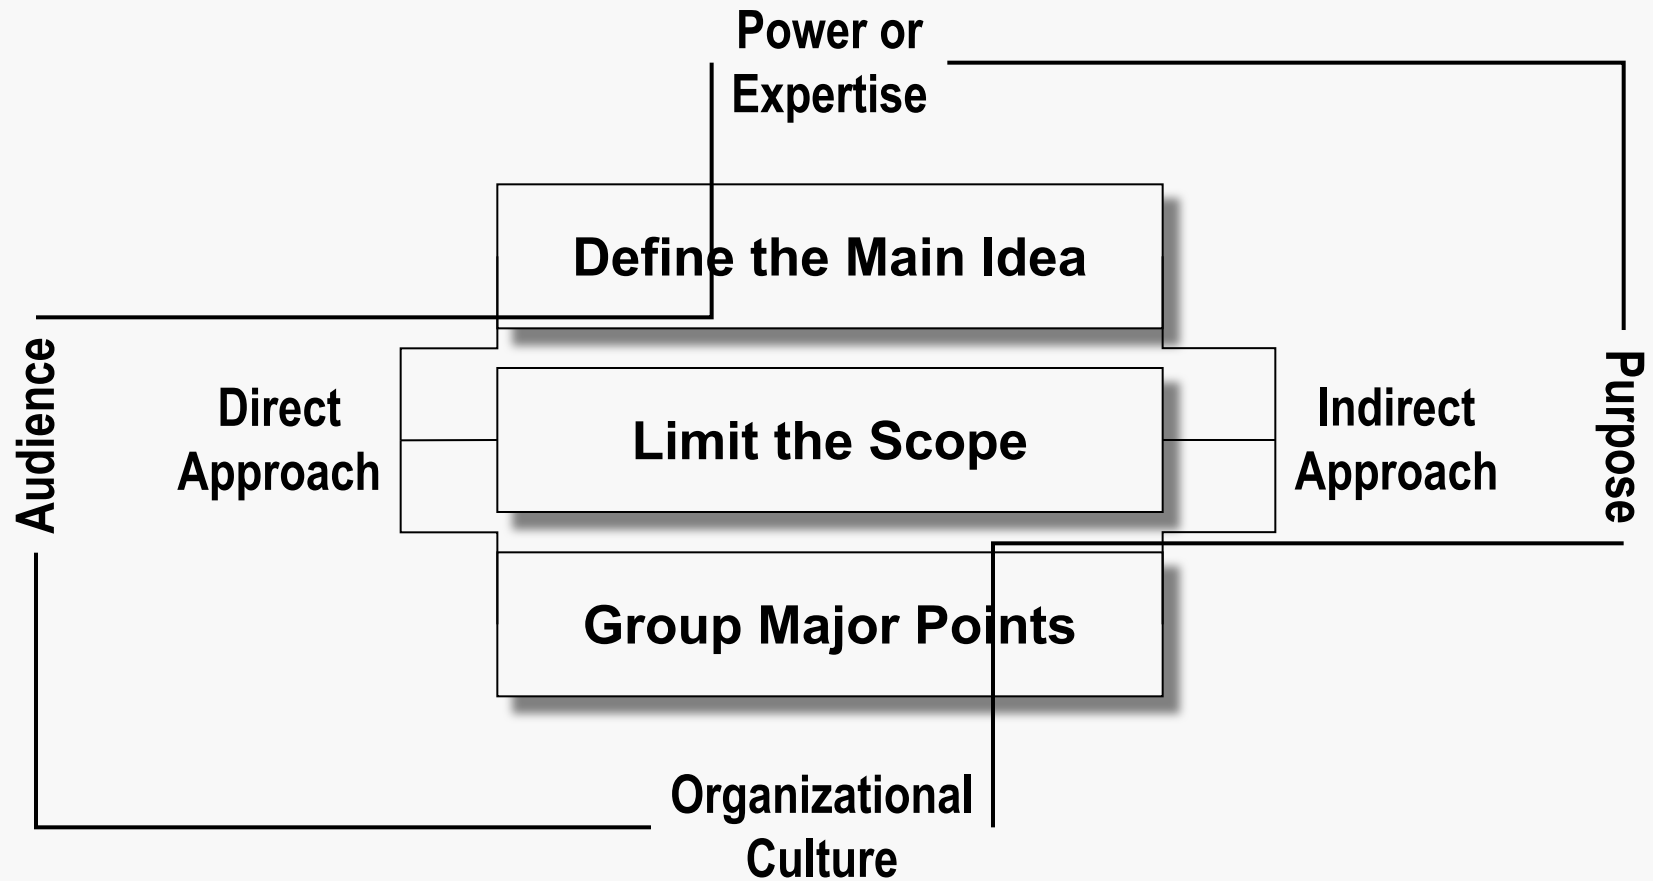 Power or
Expertise
Define the Main Idea
Audience
Direct
Approach
Limit the Scope
Indirect
Approach
Purpose
Group Major Points
Organizational
Culture